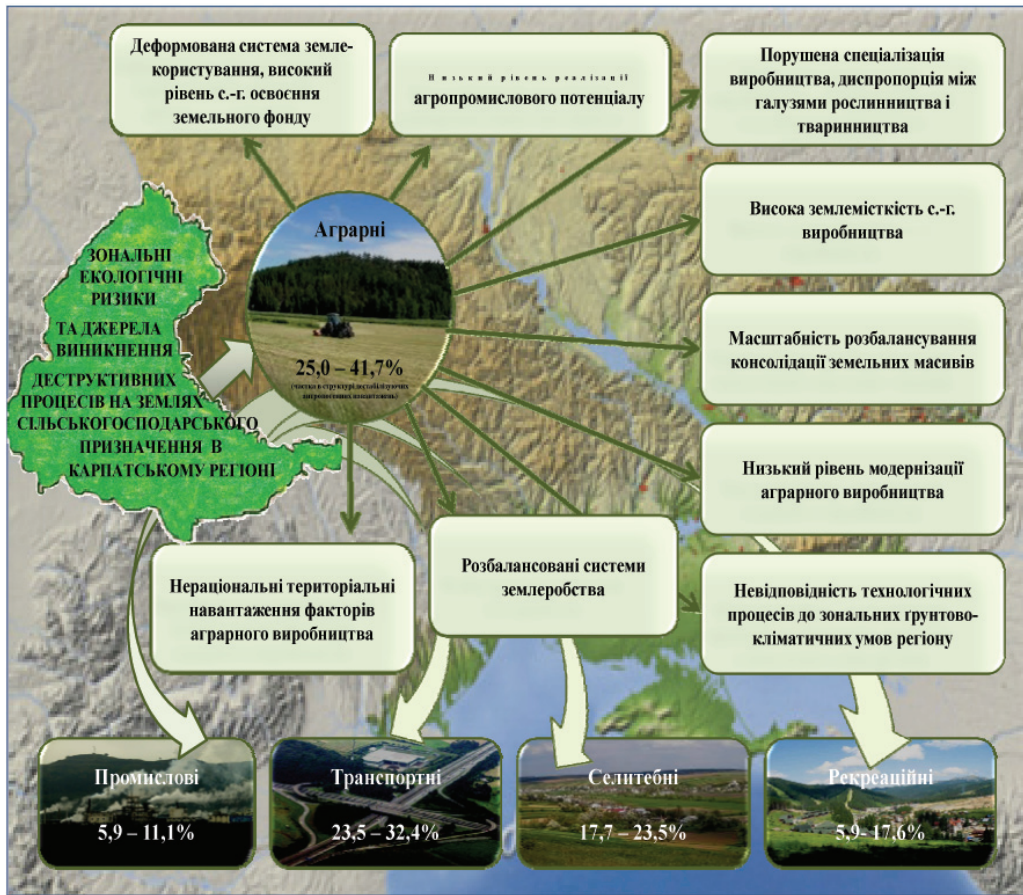 Деформована система земле-
користування, високий
рівень с.-г. освоєння
земельного фонду
Низький рівень реалізації
агропромислового потенціалу
Порушена спеціалізація
виробництва, диспропорція між
галузями рослинництва і
тваринництва
Висока землемісткість с.-г.
виробництва
Масштабність розбалансування
консолідації земельних масивів
Низький рівень модернізації
аграрного виробництва
Невідповідність технологічних
процесів до зональних ґрунтово-
кліматичних умов регіону
Аграрні
25,0 – 41,7%
(частка в структурі дестабілізуючих
ЗОНАЛЬНІ
ЕКОЛОГІЧНІ
РИЗИКИ
ТА ДЖЕРЕЛА
ВИНИКНЕННЯ
ДЕСТРУКТИВНИХ
ПРОЦЕСІВ НА ЗЕМЛЯХ
СІЛЬСЬКОГОСПОДАРСЬКОГО
ПРИЗНАЧЕННЯ В
КАРПАТСЬКОМУ РЕГІОНІ
Нераціональні територіальні
навантаження факторів
аграрного виробництва
Розбалансовані системи
землеробства
Промислові
5,9 – 11,1%
Транспортні
23,5 – 32,4%
Селитебні
17,7 – 23,5%
Рекреаційні
5,9- 17,6%